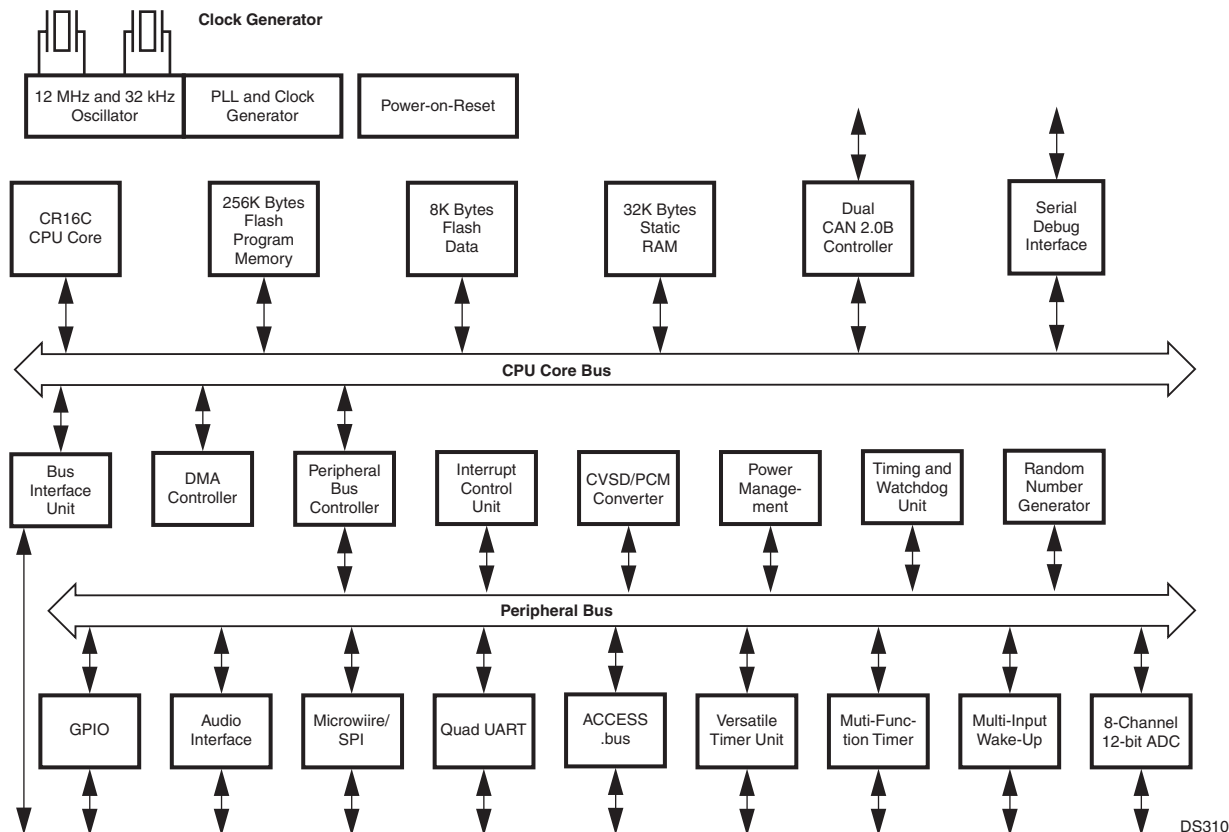 Clock Generator
12 MHz and 32 kHz
Oscillator
PLL and Clock
Generator
Power-on-Reset
CR16C
CPU Core
256K Bytes
Flash
Program
Memory
8K Bytes
Flash
Data
32K Bytes
Static
RAM
Dual
CAN 2.0B
Controller
Serial
Debug
Interface
CPU Core Bus
Bus
Interface
Unit
DMA
Controller
Peripheral
Bus
Controller
Interrupt
Control
Unit
CVSD/PCM
Converter
Power
Manage-
ment
Timing and
Watchdog
Unit
Random
Number
Generator
Peripheral Bus
GPIO
Audio
Interface
Microwiire/
SPI
Quad UART
ACCESS
.bus
Versatile
Timer Unit
Muti-Func-
tion Timer
Multi-Input
Wake-Up
8-Channel
12-bit ADC
DS310